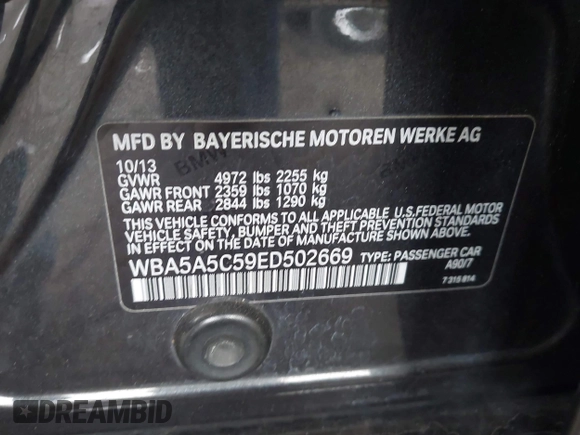 MFD BY BAYERISCHE MOTOREN WERKE AG
10/13
GVWR 4972 lbs 2255 kg
GAWR FRONT 2359 lbs 1070 kg
GAWR REAR 2844 lbs 1290 kg
THIS VEHICLE CONFORMS TO ALL APPLICABLE U.S.FEDERAL MOTOR
VEHICLE SAFETY, BUMPER AND THEFT PREVENTION STANDARDS
IN EFFECT ON THE DATE OF MANUFACTURE SHOWN ABOVE.
WBA5A5C59ED502669 TYPE: PASSENGER CAR
A90/7
7 315 814
DREAMBID